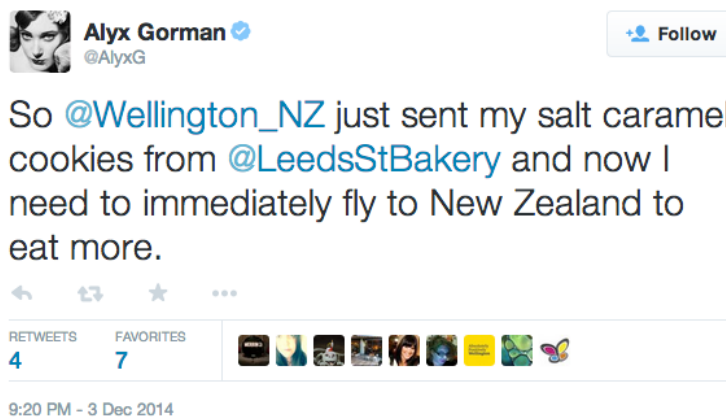 Alyx Gorman
@AlyxG
Follow
So @Wellington_NZ just sent my salt caramel
cookies from @LeedsStBakery and now I
need to immediately fly to New Zealand to
eat more.
RETWEETS FAVORITES
4 7
9:20 PM - 3 Dec 2014